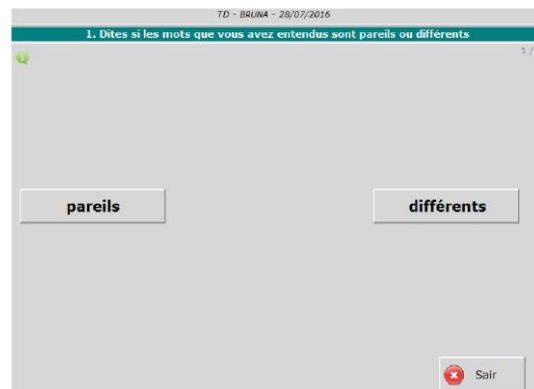 TD - BRUNA - 28/07/2016
1. Dites si les mots que vous avez entendus sont pareils ou différents
1 /
pareils
différents
Sair